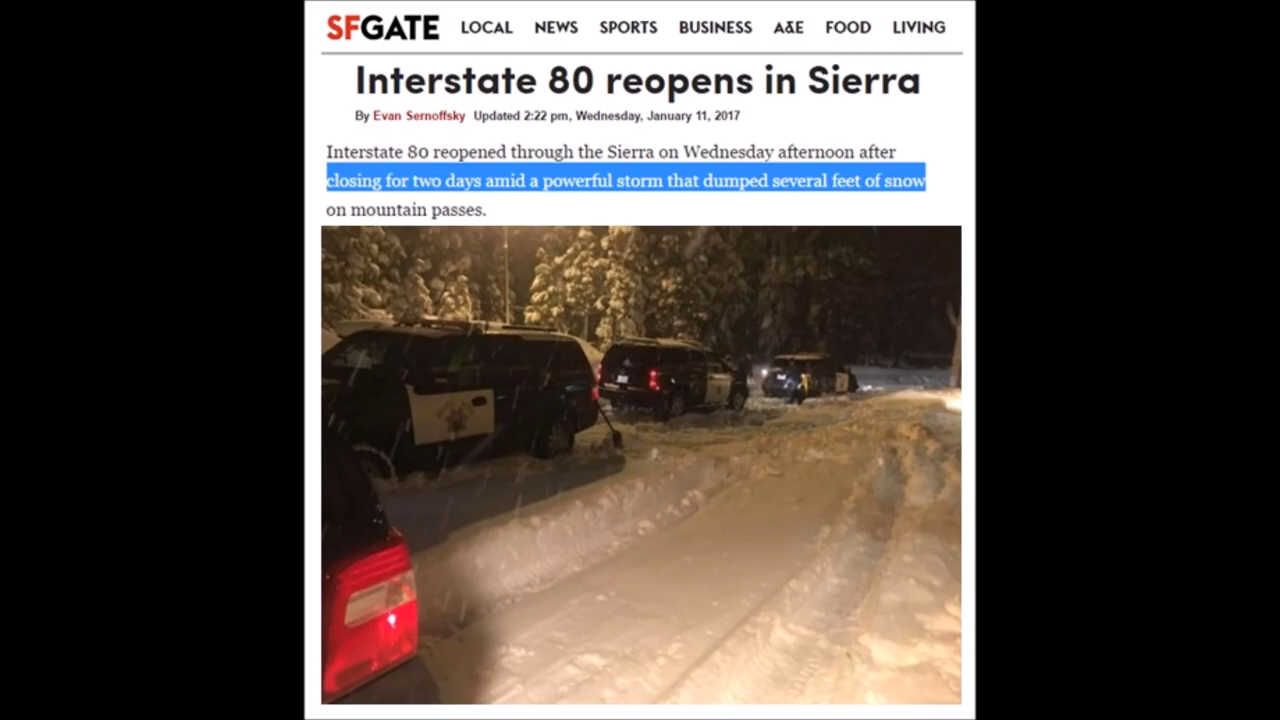 SFGATE LOCAL NEWS SPORTS BUSINESS A&E FOOD LIVING
Interstate 80 reopens in Sierra
By Evan Sernoffsky Updated 2:22 pm, Wednesday, January 11, 2017
Interstate 80 reopened through the Sierra on Wednesday afternoon after
closing for two days amid a powerful storm that dumped several feet of snow
on mountain passes.